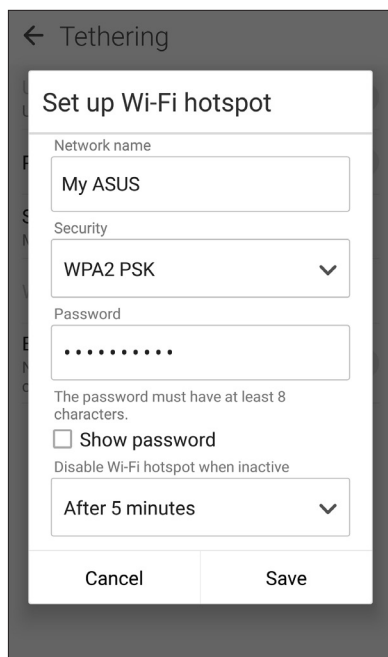 Tethering
Set up Wi-Fi hotspot
Network name
My ASUS
Security
WPA2 PSK
Password
••••••••••
The password must have at least 8
characters.
Show password
Disable Wi-Fi hotspot when inactive
After 5 minutes
Cancel
Save